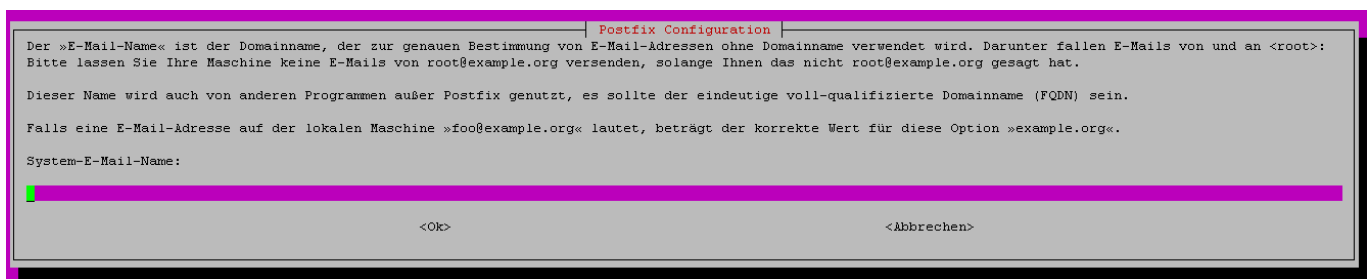 Postfix Configuration
Der »E-Mail-Name« ist der Domainname, der zur genauen Bestimmung von E-Mail-Adressen ohne Domainname verwendet wird. Darunter fallen E-Mails von und an <root>:
Bitte lassen Sie Ihre Maschine keine E-Mails von root@example.org versenden, solange Ihnen das nicht root@example.org gesagt hat.
Dieser Name wird auch von anderen Programmen außer Postfix genutzt, es sollte der eindeutige voll-qualifizierte Domainname (FQDN) sein.
Falls eine E-Mail-Adresse auf der lokalen Maschine »foo@example.org« lautet, beträgt der korrekte Wert für diese Option »example.org«.
System-E-Mail-Name:
<Ok> <Abbrechen>